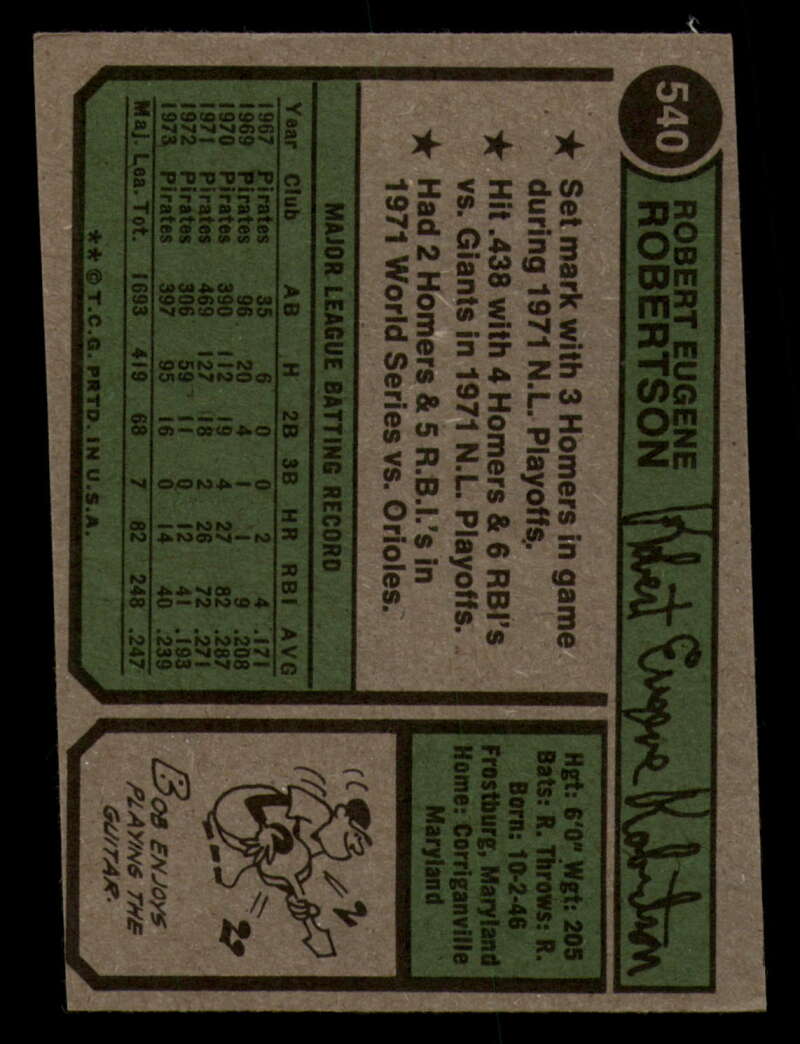 540
ROBERT EUGENE
ROBERTSON
Robert Eugene Robertson
★ Set mark with 3 Homers in game
during 1971 N.L. Playoffs.
★ Hit .438 with 4 Homers & 6 RBI's
vs. Giants in 1971 N.L. Playoffs.
★ Had 2 Homers & 5 R.B.I.'s in
1971 World Series vs. Orioles.
MAJOR LEAGUE BATTING RECORD
Year Club AB H 2B 3B HR RBI AVG
1967 Pirates 35 6 0 0 2 4 .171
1969 Pirates 96 20 4 1 1 9 .208
1970 Pirates 390 112 19 4 27 82 .287
1971 Pirates 469 127 18 2 26 72 .271
1972 Pirates 306 59 11 0 12 41 .193
1973 Pirates 397 95 16 0 14 40 .239
Maj. Lea. Tot. 1693 419 68 7 82 248 .247
**©T.C.G. PRTD. IN U.S.A.
Hgt: 6'0" Wgt: 205
Bats: R. Throws: R.
Born: 10-2-46
Frostburg, Maryland
Home: Corriganville
Maryland
BOB ENJOYS
PLAYING THE
GUITAR.